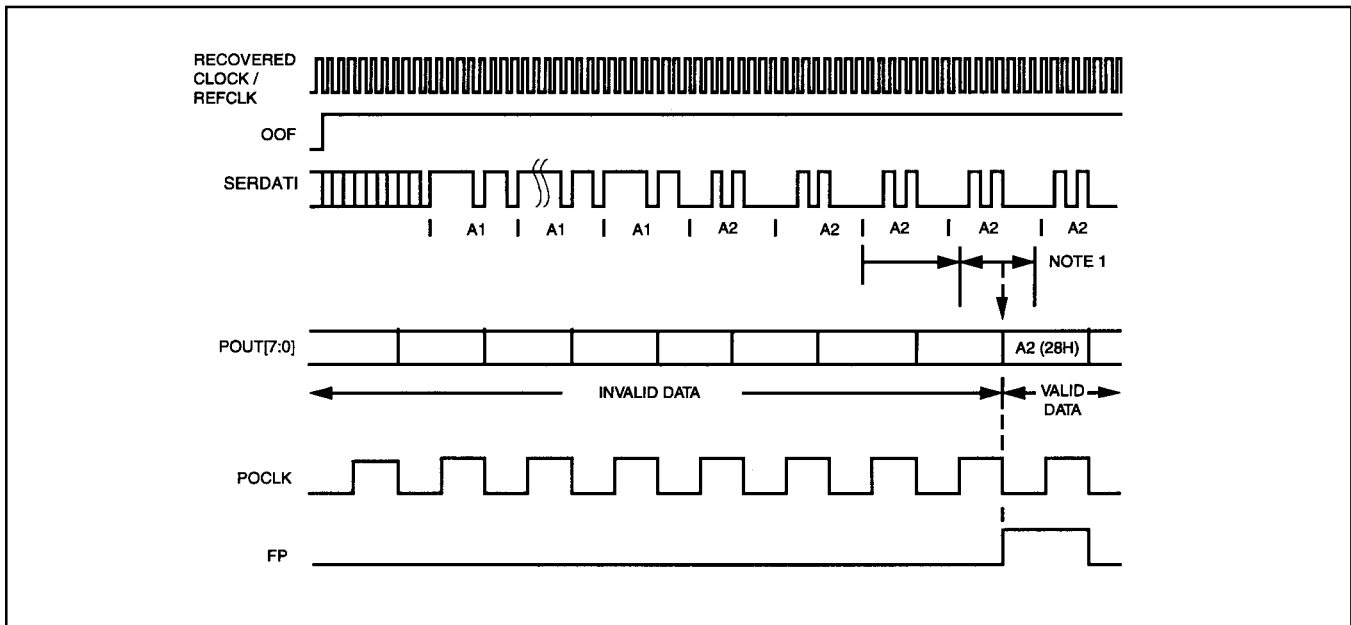 RECOVERED
CLOCK /
REFCLK
OOF
SERDATI
A1 A1 A1 A2 A2 A2 A2 A2
NOTE 1
POUT[7:0]
A2 (28H)
INVALID DATA
VALID
DATA
POCLK
FP